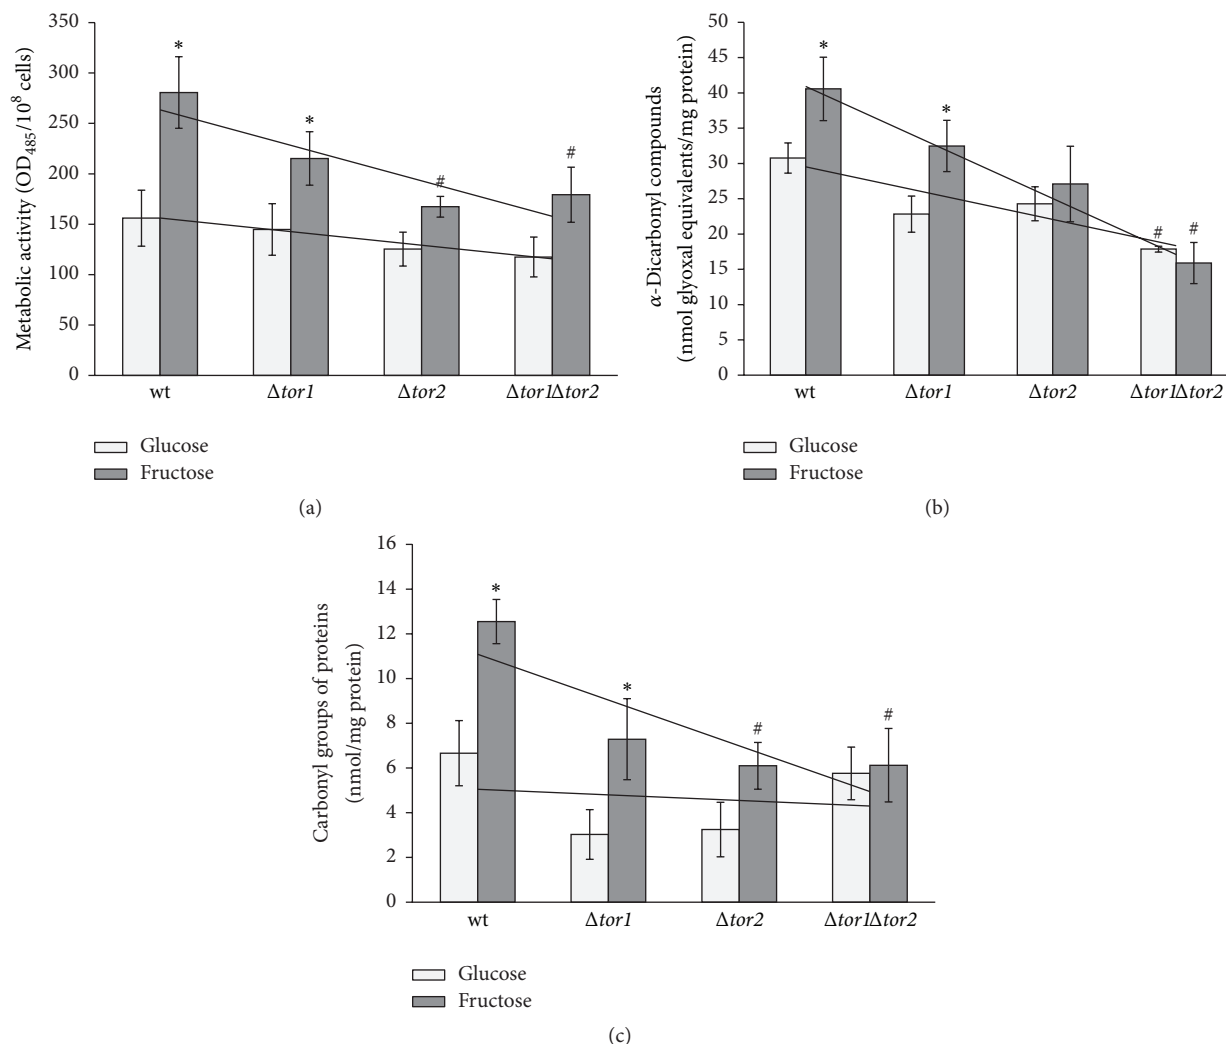 350
300
250
200
150
100
50
0
Metabolic activity (OD485/10⁸ cells)
*
*
#
#
wt
Δtor1
Δtor2
Δtor1Δtor2
Glucose
Fructose
(a)
50
45
40
35
30
25
20
15
10
5
0
α-Dicarbonyl compounds
(nmol glyoxal equivalents/mg protein)
*
*
#
#
wt
Δtor1
Δtor2
Δtor1Δtor2
Glucose
Fructose
(b)
16
14
12
10
8
6
4
2
0
Carbonyl groups of proteins
(nmol/mg protein)
*
*
#
#
wt
Δtor1
Δtor2
Δtor1Δtor2
Glucose
Fructose
(c)